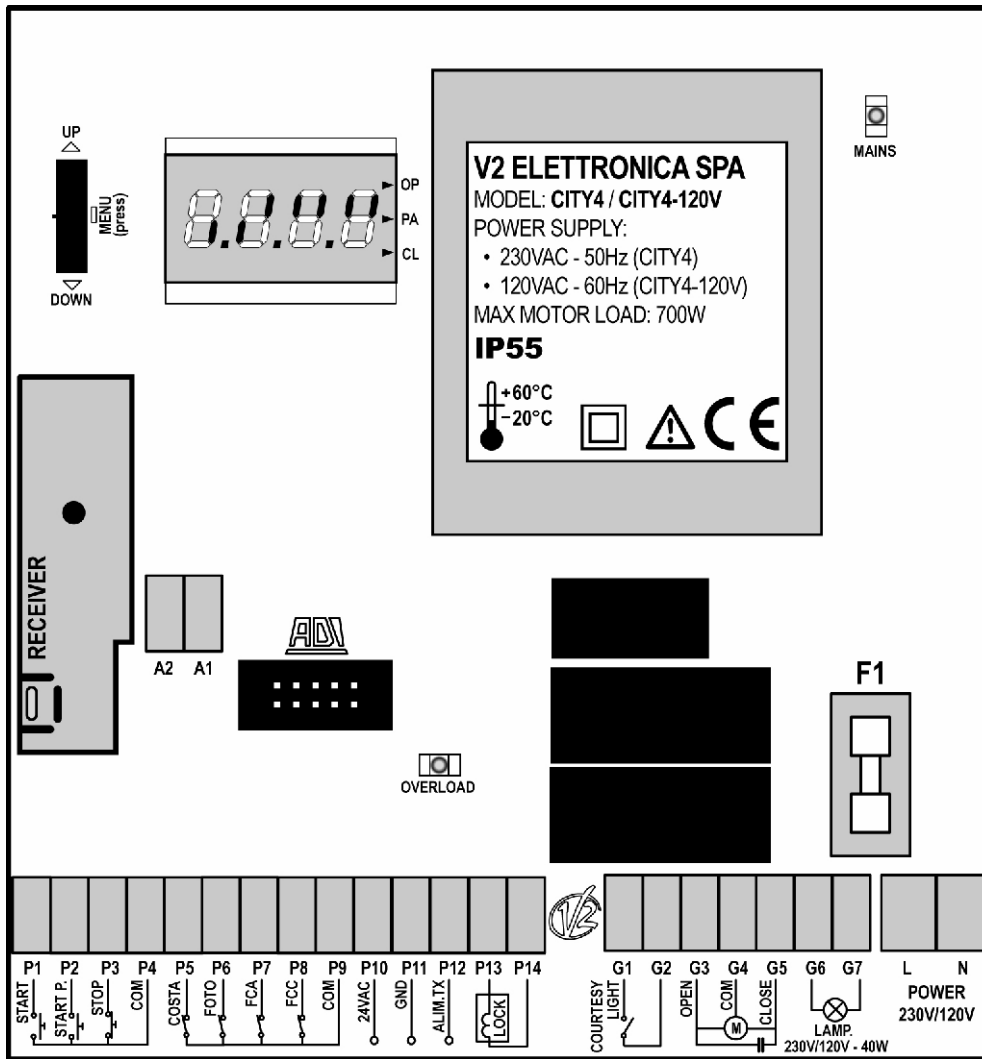 UP
MENU
(press)
DOWN
OP
PA
CL
V2 ELETTRONICA SPA
MODEL: CITY4 / CITY4-120V
POWER SUPPLY:
• 230VAC - 50Hz (CITY4)
• 120VAC - 60Hz (CITY4-120V)
MAX MOTOR LOAD: 700W
IP55
+60°C
-20°C
CE
MAINS
RECEIVER
A2 A1
ADI
OVERLOAD
F1
V2
P1 P2 P3 P4 P5 P6 P7 P8 P9 P10 P11 P12 P13 P14
START
START P.
STOP
COM
COSTA
FOTO
FCA
FCC
COM
24VAC
GND
ALIM.TX
LOCK
G1 G2 G3 G4 G5 G6 G7
COURTESY
LIGHT
OPEN
COM
CLOSE
M
LAMP.
230V/120V - 40W
L N
POWER
230V/120V